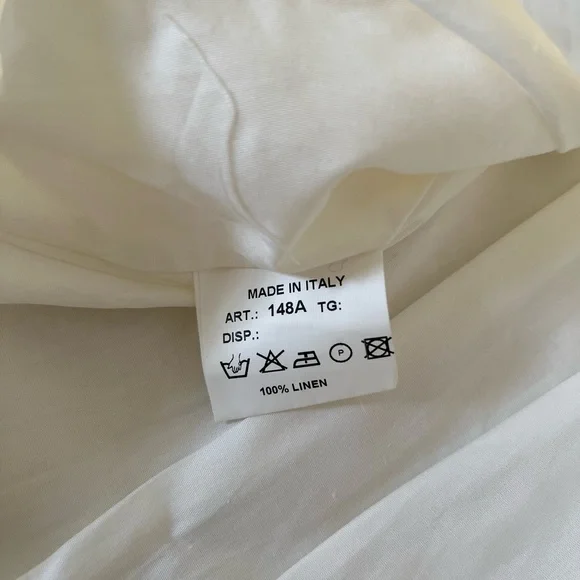 MADE IN ITALY
ART.: 148A TG:
DISP.:
P
100% LINEN